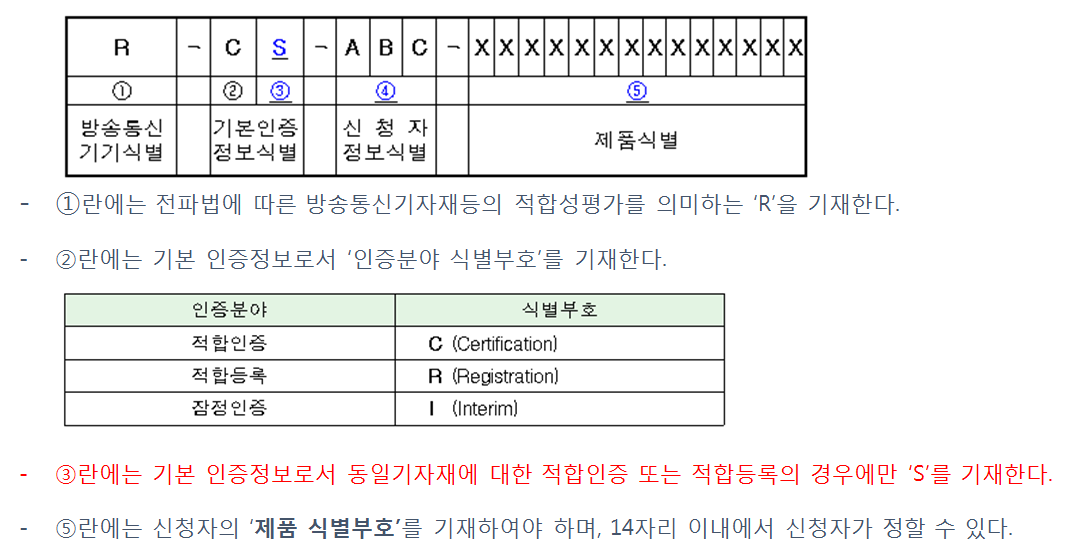 R - C S - A B C - X X X X X X X X X X X X X X
① ② ③ ④ ⑤
방송통신 기본인증 신 청 자 제품식별
기기식별 정보식별 정보식별
- ①란에는 전파법에 따른 방송통신기자재등의 적합성평가를 의미하는 ‘R’을 기재한다.
- ②란에는 기본 인증정보로서 ‘인증분야 식별부호’를 기재한다.
인증분야 식별부호
적합인증 C (Certification)
적합등록 R (Registration)
잠정인증 I (Interim)
- ③란에는 기본 인증정보로서 동일기자재에 대한 적합인증 또는 적합등록의 경우에만 ‘S’를 기재한다.
- ⑤란에는 신청자의 ‘제품 식별부호’를 기재하여야 하며, 14자리 이내에서 신청자가 정할 수 있다.